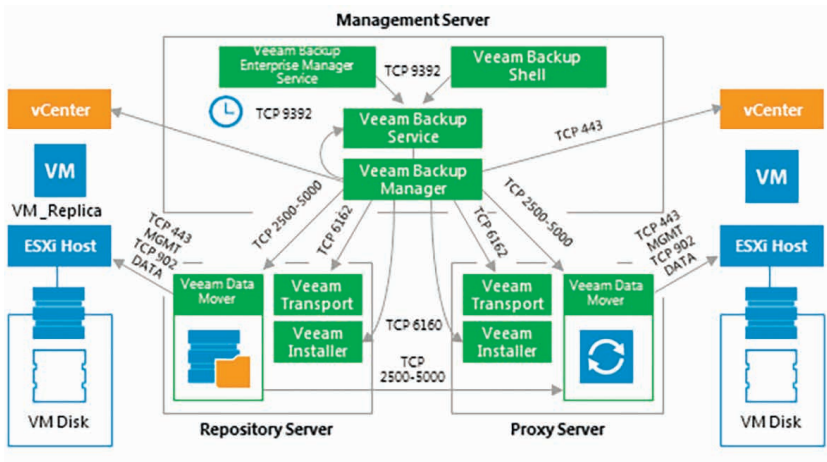 Management Server
Veeam Backup
Enterprise Manager
Service
TCP 9392
Veeam Backup
Shell
vCenter
TCP 9392
Veeam Backup
Service
TCP 443
vCenter
VM
Veeam Backup
Manager
VM
VM_Replica
TCP 2500-5000
TCP 6162
TCP 6162
TCP 2500-5000
ESXi Host
TCP 443
MGMT
TCP 902
DATA
TCP 443
MGMT
TCP 902
DATA
ESXi Host
Veeam Data
Mover
Veeam
Transport
Veeam
Installer
TCP 6160
Veeam
Transport
Veeam
Installer
Veeam Data
Mover
TCP
2500-5000
VM Disk
Repository Server
Proxy Server
VM Disk